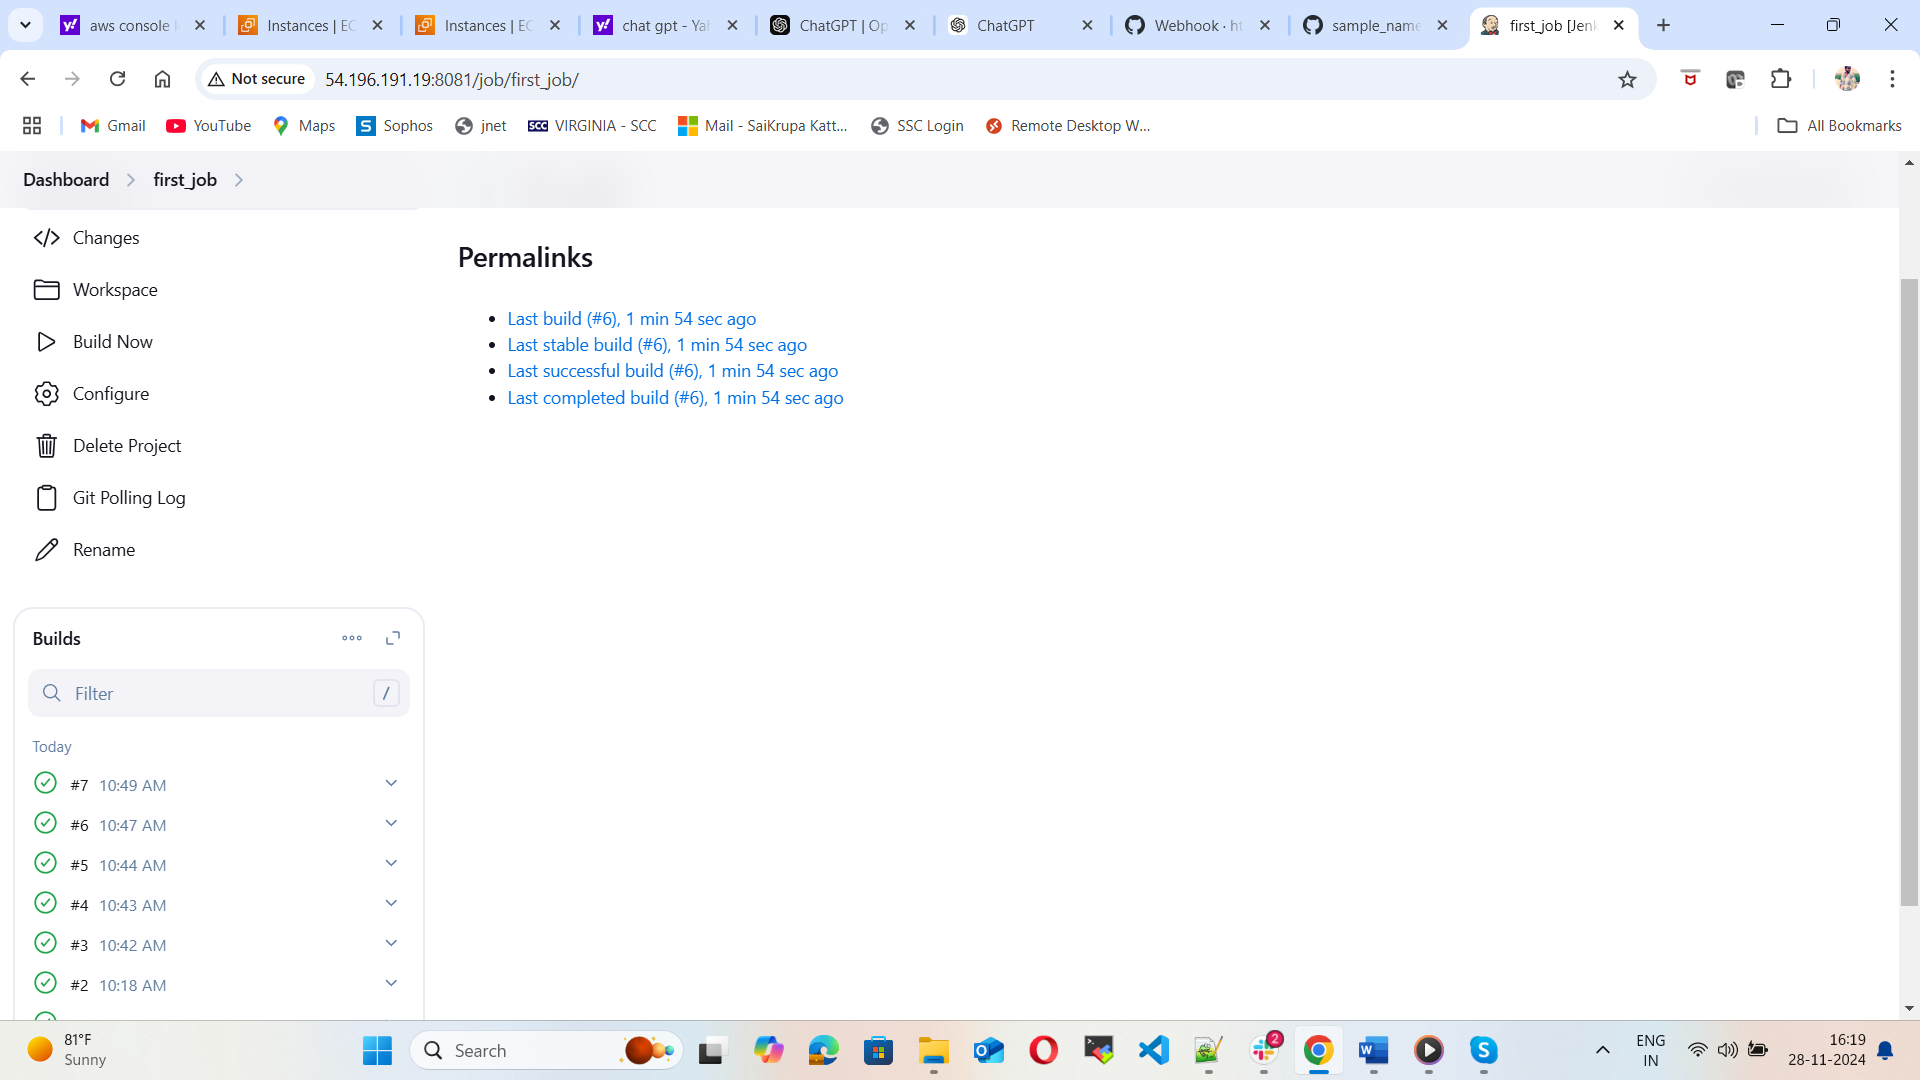 aws console l
Instances | EC
Instances | EC
chat gpt - Yah
ChatGPT | Op
ChatGPT
Webhook · ht
sample_name
first_job [Jenk
Not secure
54.196.191.19:8081/job/first_job/
Gmail
YouTube
Maps
Sophos
jnet
SCC VIRGINIA - SCC
Mail - SaiKrupa Katt...
SSC Login
Remote Desktop W...
All Bookmarks
Dashboard
first_job
Changes
Workspace
Build Now
Configure
Delete Project
Git Polling Log
Rename
Permalinks
Last build (#6), 1 min 54 sec ago
Last stable build (#6), 1 min 54 sec ago
Last successful build (#6), 1 min 54 sec ago
Last completed build (#6), 1 min 54 sec ago
Builds
Filter
/
Today
#7 10:49 AM
#6 10:47 AM
#5 10:44 AM
#4 10:43 AM
#3 10:42 AM
#2 10:18 AM
81°F
Sunny
Search
2
ENG
IN
16:19
28-11-2024